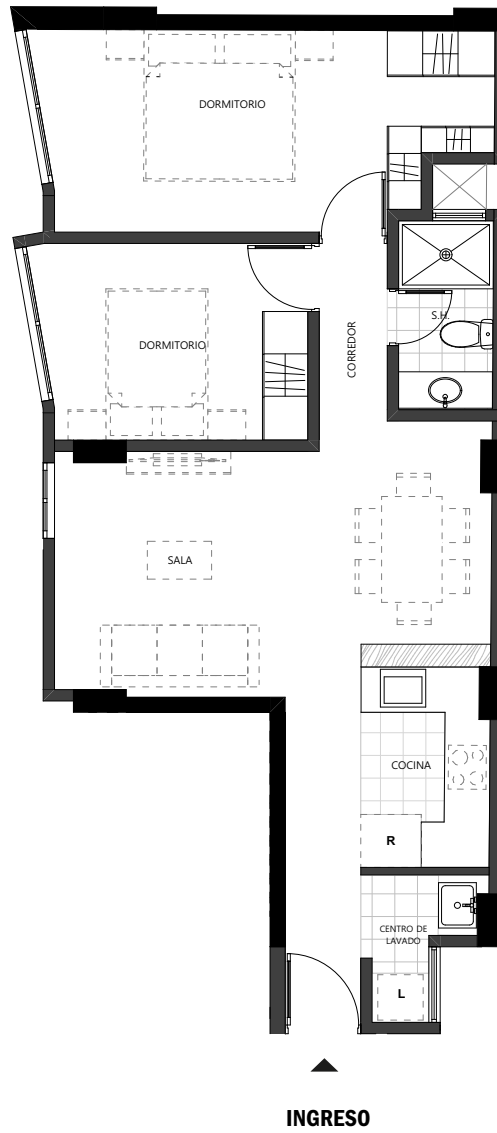 DORMITORIO
S.H.
DORMITORIO
CORREDOR
SALA
COCINA
R
CENTRO DE
LAVADO
L
INGRESO